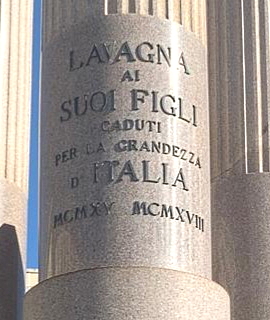 LAVAGNA
AI
SUOI FIGLI
CADUTI
PER LA GRANDEZZA
D'ITALIA
MCMXV MCMXVIII